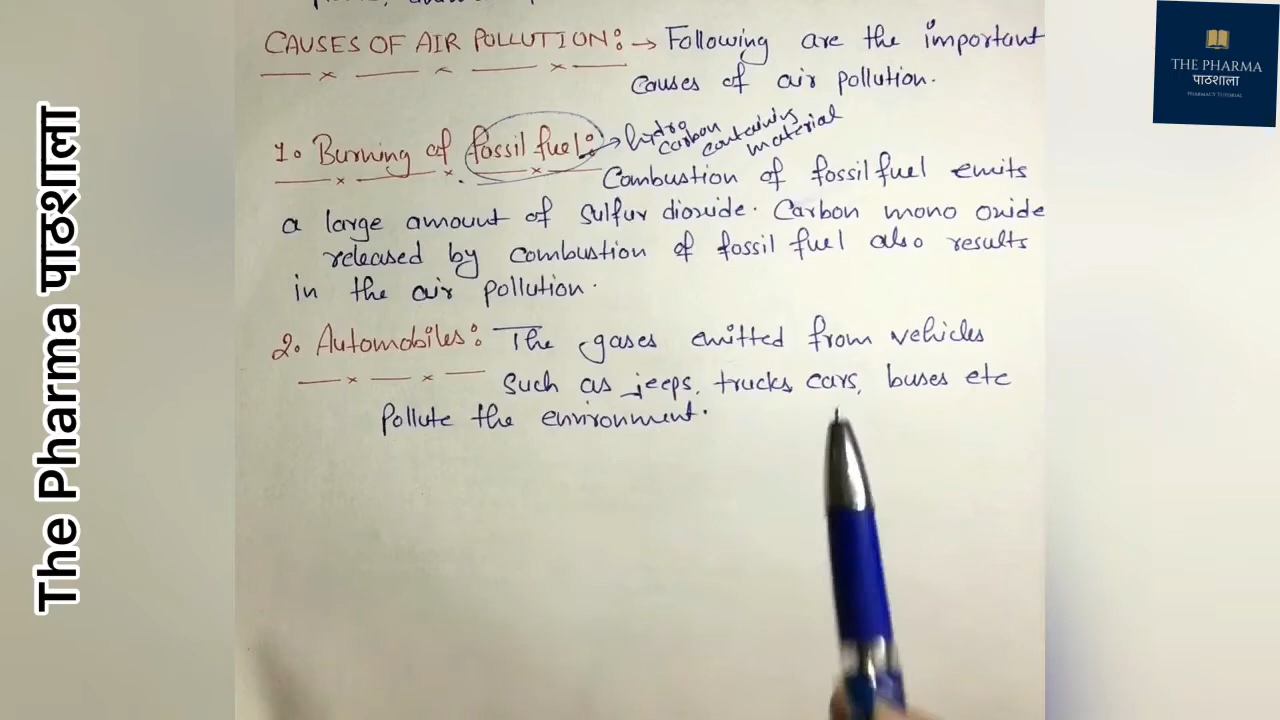 CAUSES OF AIR POLLUTION: → Following are the important
causes of air pollution.
1. Burning of fossil fuel: → hydro carbon containing material
Combustion of fossil fuel emits
a large amount of sulfur dioxide. Carbon mono oxide
released by combustion of fossil fuel also results
in the air pollution.
2. Automobiles: The gases emitted from vehicles
such as jeeps, trucks cars, buses etc
Pollute the environment.
The Pharma पाठशाला
THE PHARMA
पाठशाला
PHARMACY TUTORIAL